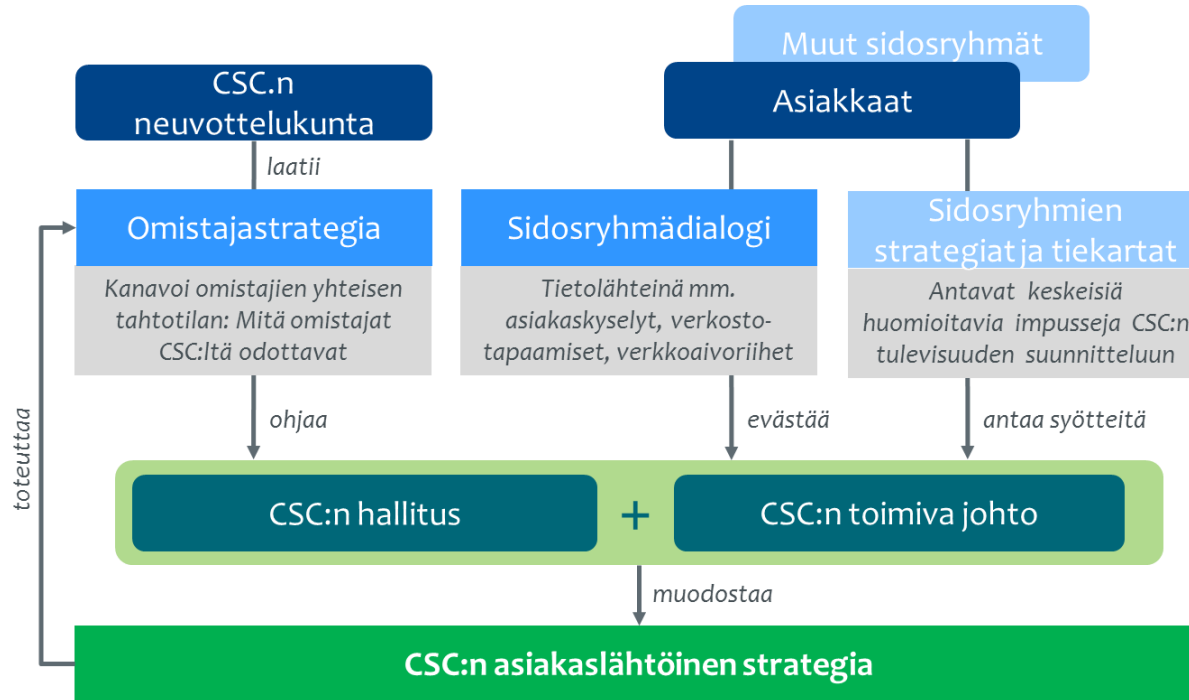 Muut sidosryhmät
CSC.n
neuvottelukunta
Asiakkaat
laatii
Omistajastrategia
Kanavoi omistajien yhteisen
tahtotilan: Mitä omistajat
CSC:ltä odottavat
Sidosryhmädialogi
Tietolähteinä mm.
asiakaskyselyt, verkosto-
tapaamiset, verkkoaivoriihet
Sidosryhmien
strategiat ja tiekartat
Antavat keskeisiä
huomioitavia impusseja CSC:n
tulevisuuden suunnitteluun
toteuttaa
ohjaa
evästää
antaa syötteitä
CSC:n hallitus
+
CSC:n toimiva johto
muodostaa
CSC:n asiakaslähtöinen strategia